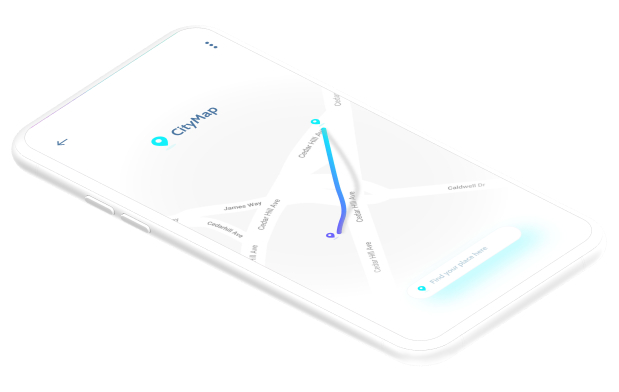 CityMap
Cedar Hill Ave
James Way
Cedar Hill Ave
Cedarhill Ave
Hill Ave
Cedar Hill Ave
Caldwell Dr
Cedar Hill Ave
Find your place here